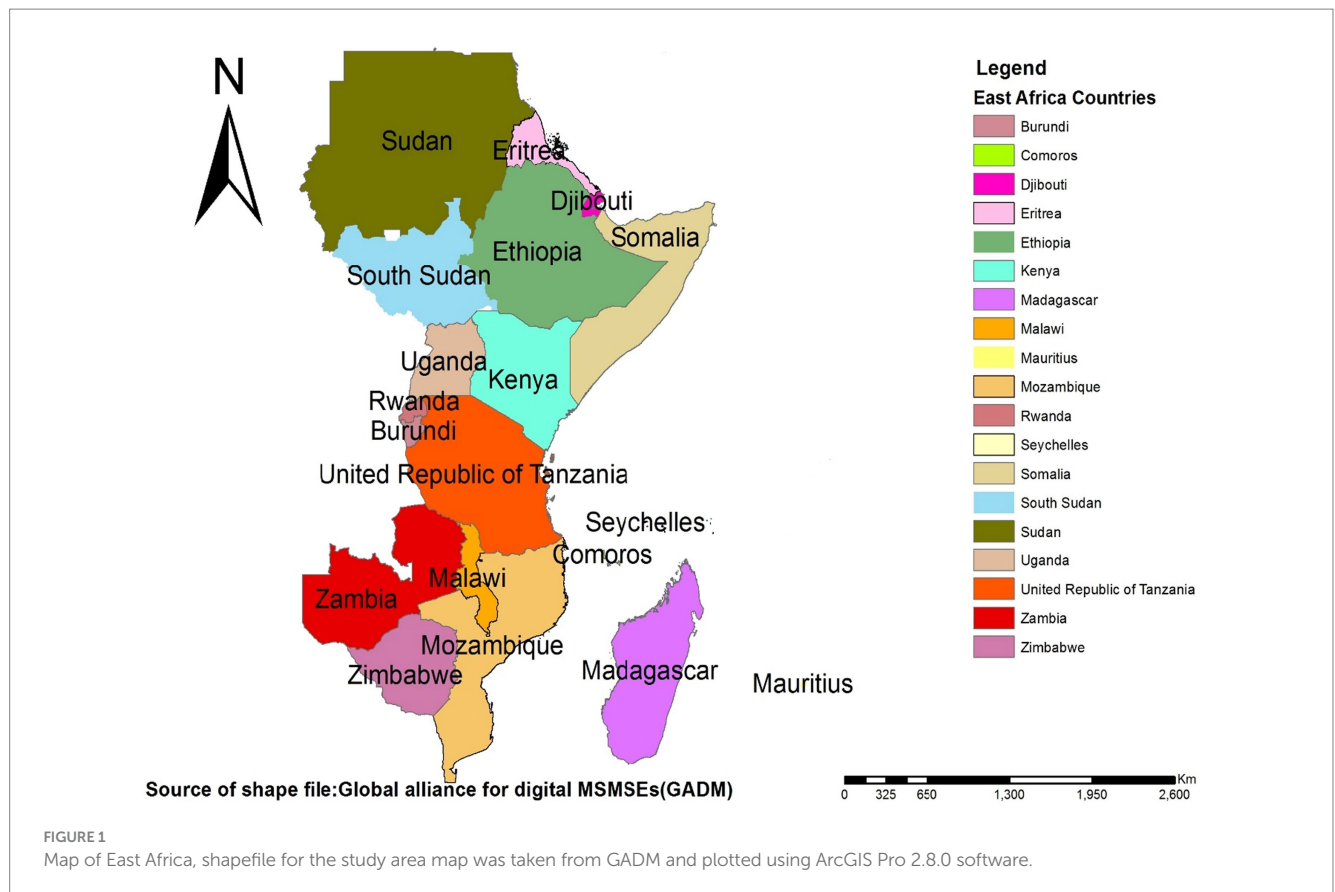 N
Sudan
Eritrea
Djibouti
Somalia
Ethiopia
South Sudan
Uganda
Kenya
Rwanda
Burundi
United Republic of Tanzania
Seychelles
Comoros
Malawi
Zambia
Mozambique
Zimbabwe
Madagascar
Mauritius
Legend
East Africa Countries
Burundi
Comoros
Djibouti
Eritrea
Ethiopia
Kenya
Madagascar
Malawi
Mauritius
Mozambique
Rwanda
Seychelles
Somalia
South Sudan
Sudan
Uganda
United Republic of Tanzania
Zambia
Zimbabwe
Source of shape file:Global alliance for digital MSMSEs(GADM)
Km
0 325 650 1,300 1,950 2,600
FIGURE 1
Map of East Africa, shapefile for the study area map was taken from GADM and plotted using ArcGIS Pro 2.8.0 software.